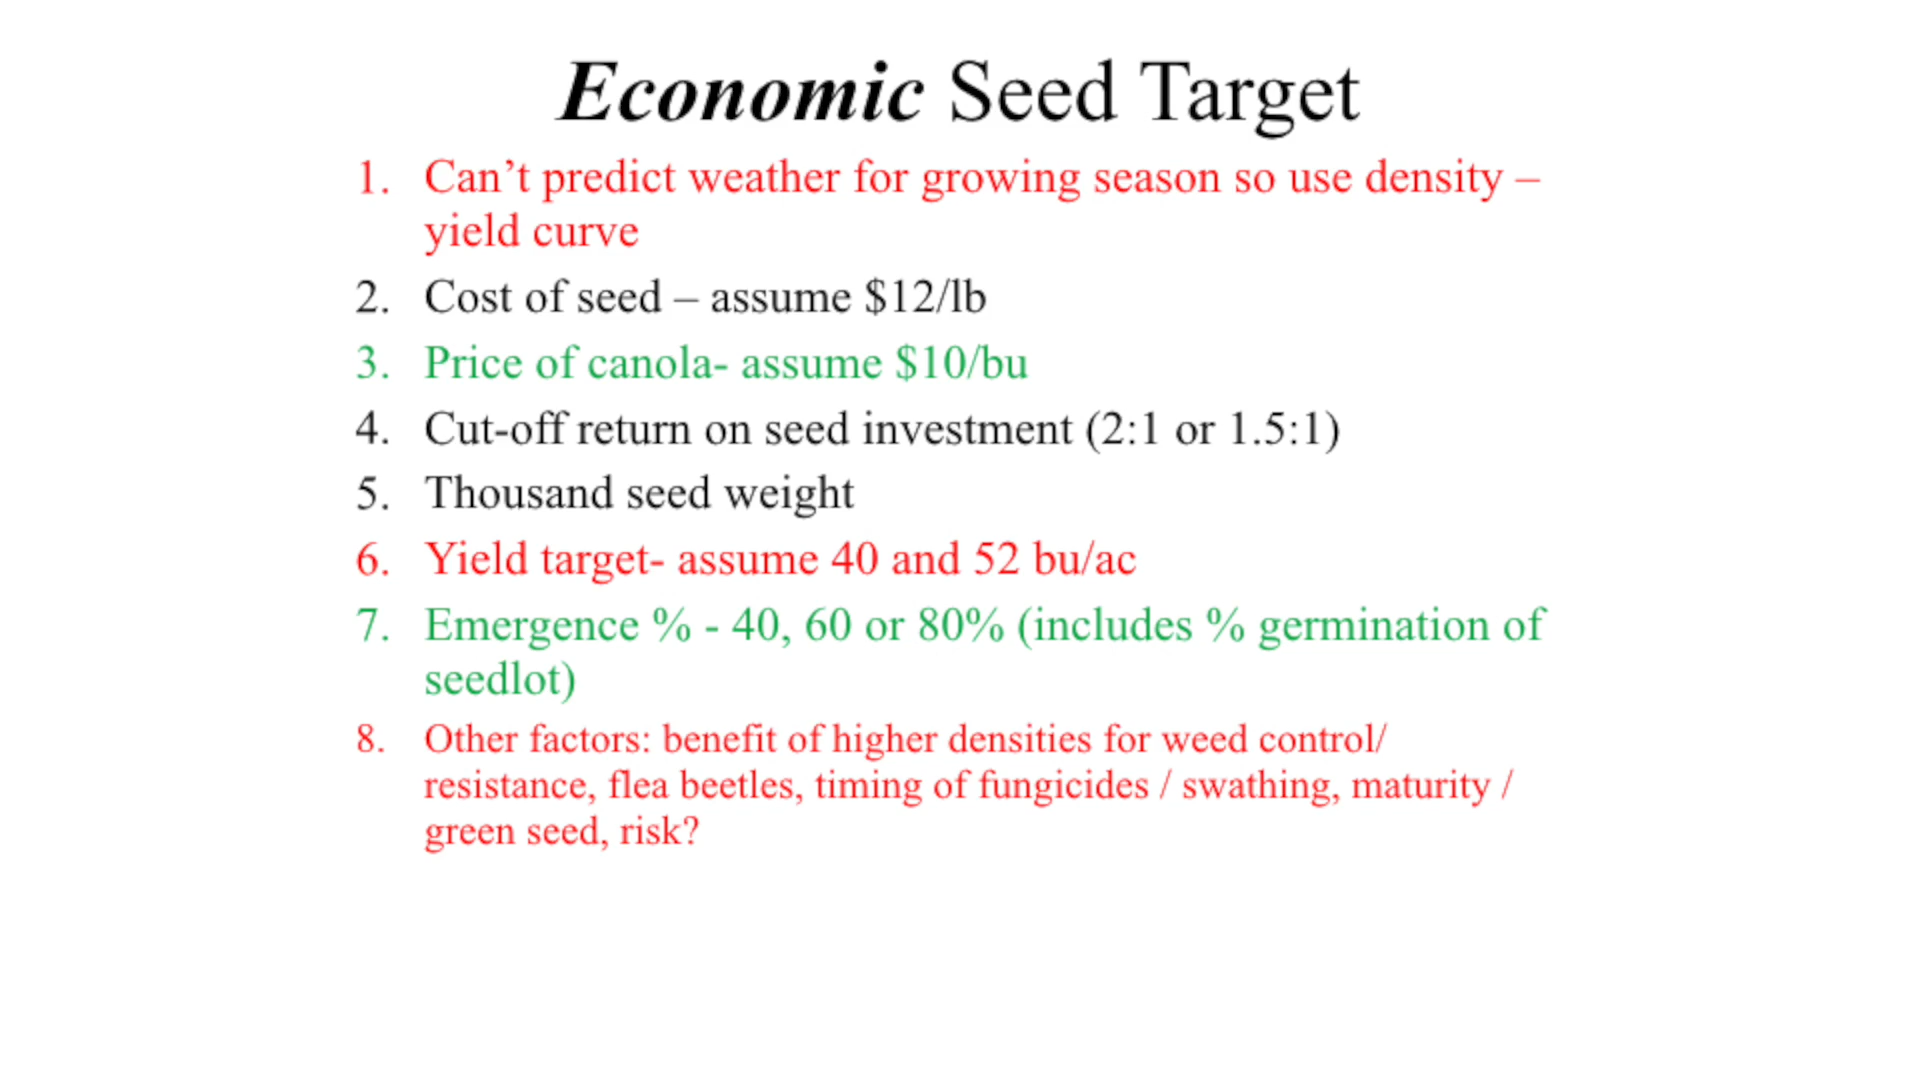 Economic Seed Target
1. Can’t predict weather for growing season so use density –
yield curve
2. Cost of seed – assume $12/lb
3. Price of canola- assume $10/bu
4. Cut-off return on seed investment (2:1 or 1.5:1)
5. Thousand seed weight
6. Yield target- assume 40 and 52 bu/ac
7. Emergence % - 40, 60 or 80% (includes % germination of
seedlot)
8. Other factors: benefit of higher densities for weed control/
resistance, flea beetles, timing of fungicides / swathing, maturity /
green seed, risk?